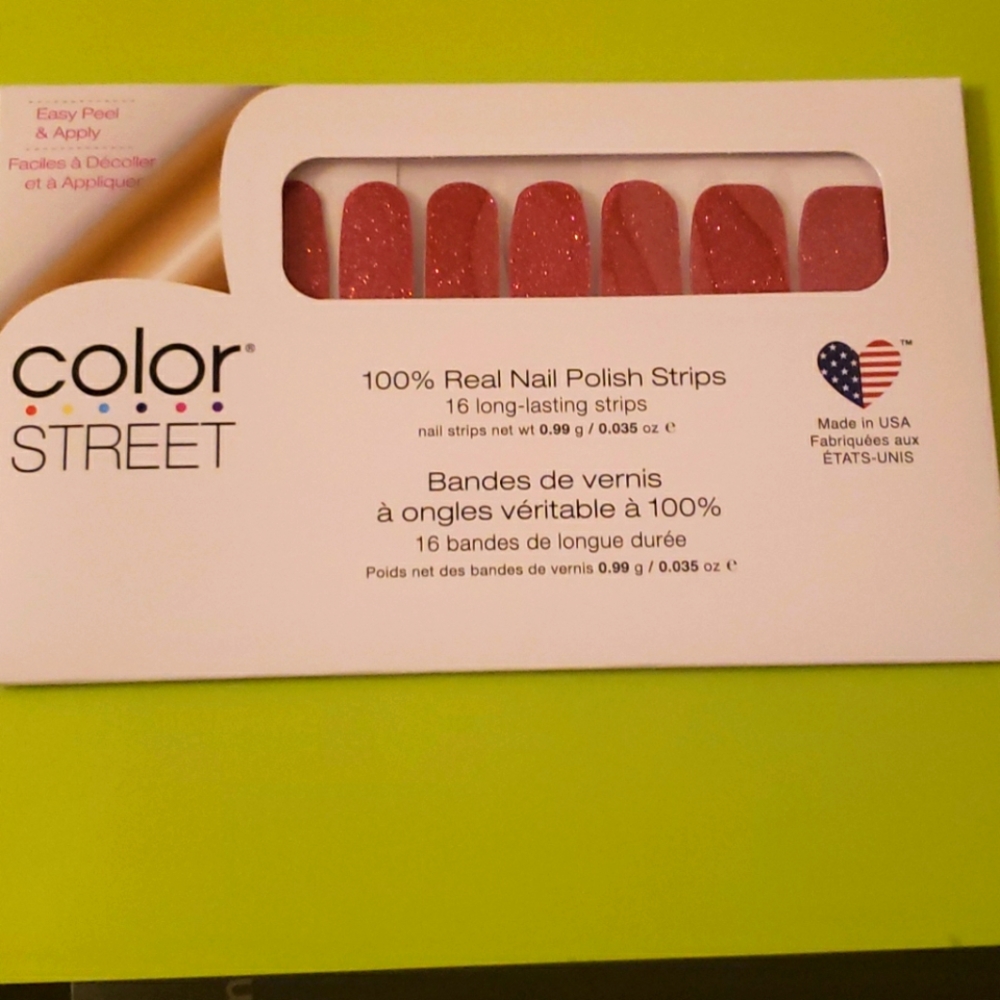 Easy Peel
& Apply
Faciles à Décoller
et à Appliquer
color®
STREET
100% Real Nail Polish Strips
16 long-lasting strips
nail strips net wt 0.99 g / 0.035 oz ℮
Bandes de vernis
à ongles véritable à 100%
16 bandes de longue durée
Poids net des bandes de vernis 0.99 g / 0.035 oz ℮
™
Made in USA
Fabriquées aux
ÉTATS-UNIS